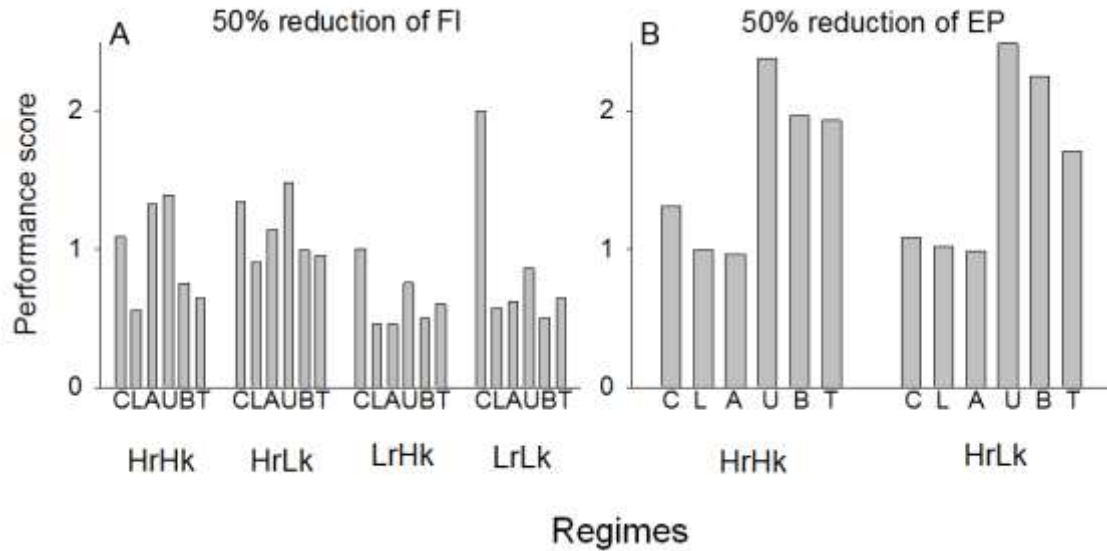 A 50% reduction of FI
B 50% reduction of EP
Performance score
2
1
0
CLAUBT CLAUBT CLAUBT CLAUBT
HrHk HrLk LrHk LrLk
2
1
0
C L A U B T C L A U B T
HrHk HrLk
Regimes